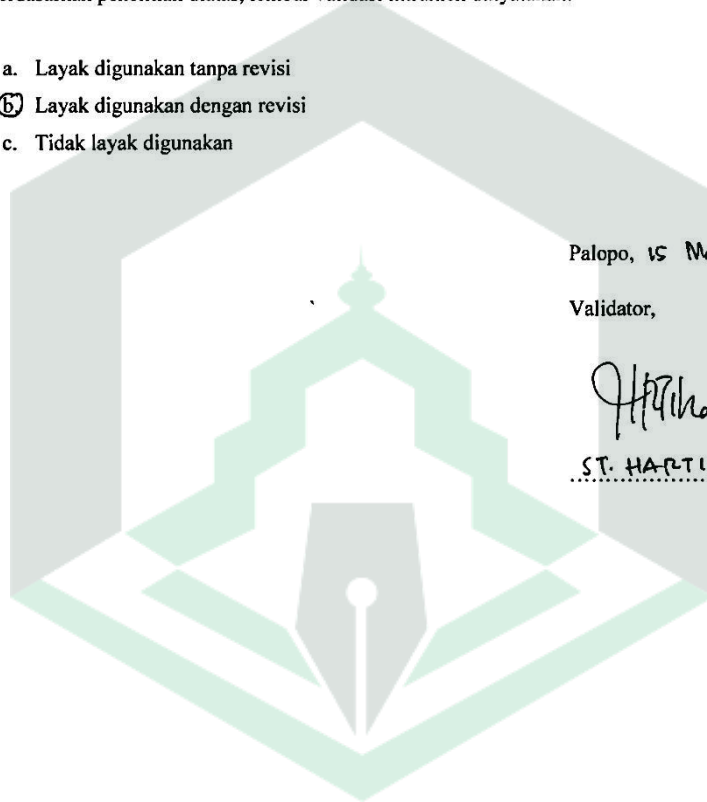 a. Layak digunakan tanpa revisi
b. Layak digunakan dengan revisi
c. Tidak layak digunakan
Palopo, 15 M
Validator,
ST. HARTI